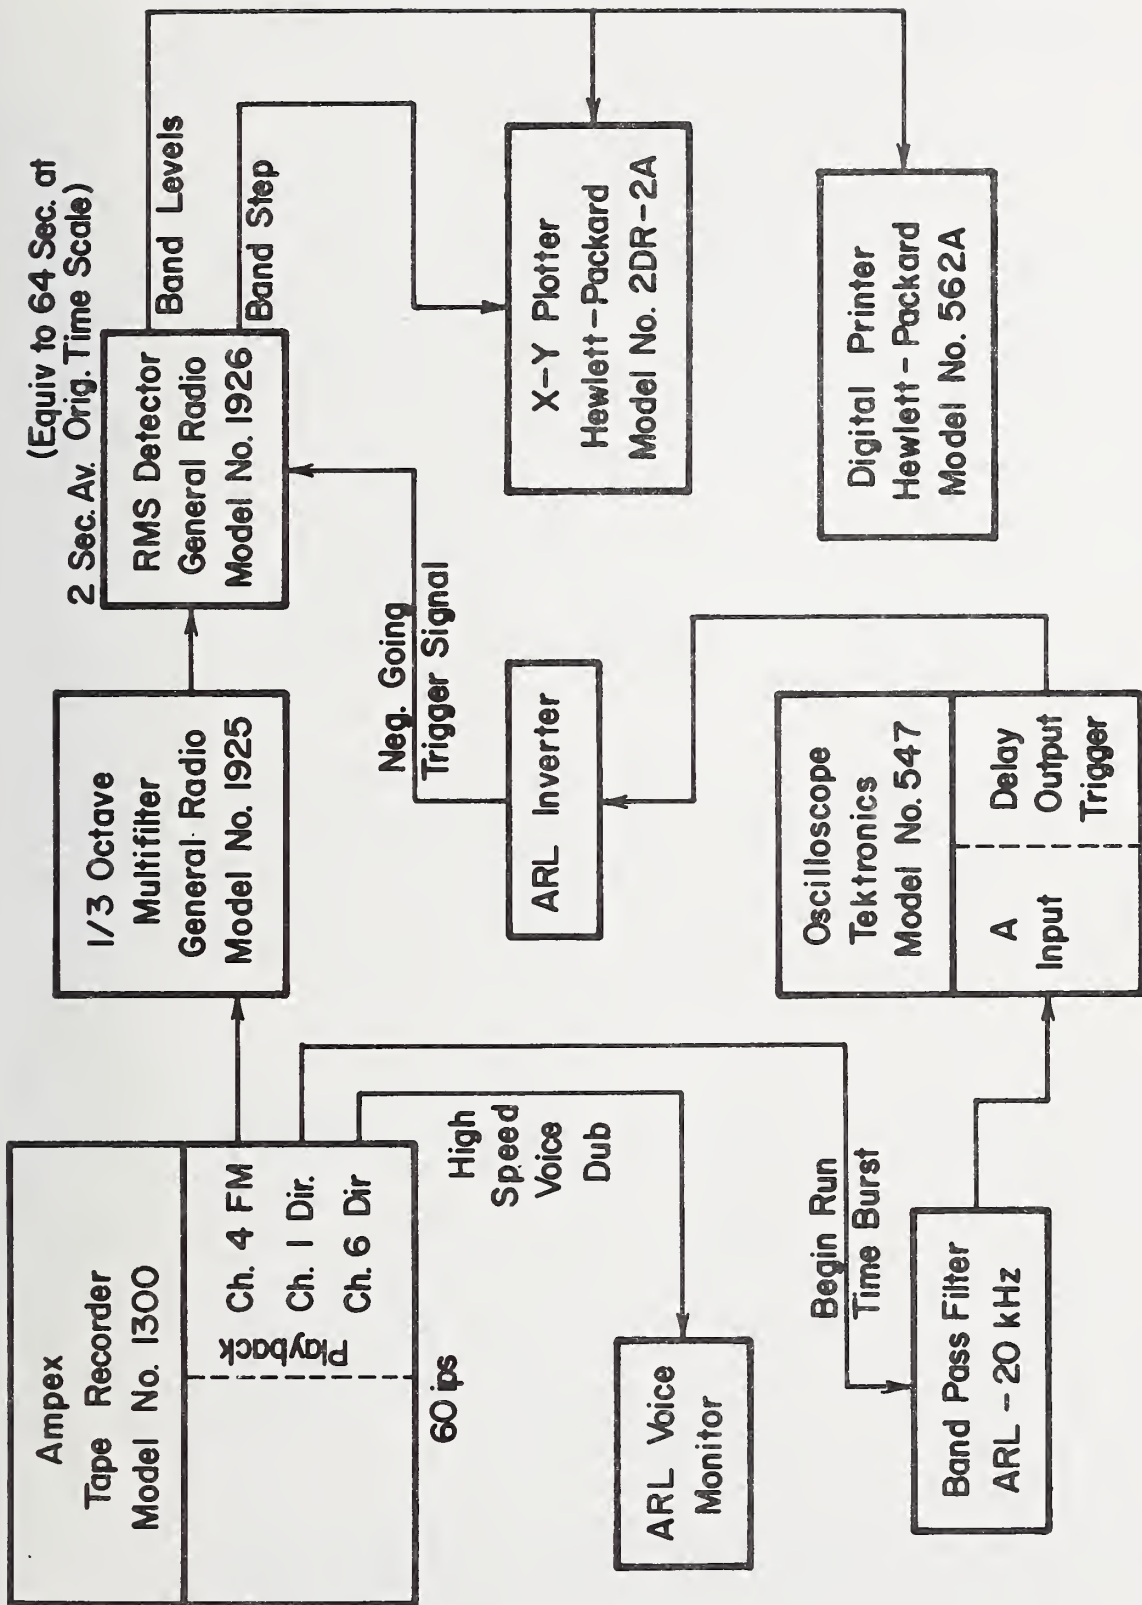 Ampex
Tape Recorder
Model No. 1300
Playback
Ch. 4 FM
Ch. 1 Dir.
Ch. 6 Dir
60 ips
1/3 Octave
Multifilter
General Radio
Model No. 1925
(Equiv to 64 Sec. at
2 Sec. Av. Orig. Time Scale)
RMS Detector
General Radio
Model No. 1926
Band Levels
Band Step
High
Speed
Voice
Dub
Neg. Going
Trigger Signal
ARL Voice
Monitor
ARL Inverter
X-Y Plotter
Hewlett-Packard
Model No. 2DR-2A
Begin Run
Time Burst
Band Pass Filter
ARL - 20 kHz
Oscilloscope
Tektronics
Model No. 547
A
Input
Delay
Output
Trigger
Digital Printer
Hewlett-Packard
Model No. 562A